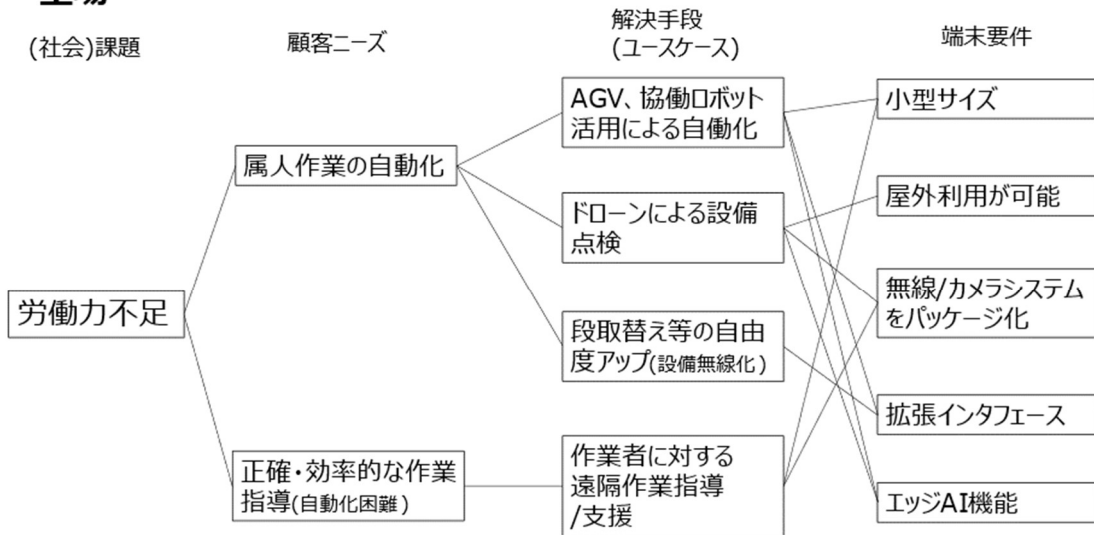 (社会)課題
顧客ニーズ
解決手段
(ユースケース)
端末要件
労働力不足
属人作業の自動化
正確・効率的な作業
指導(自動化困難)
AGV、協働ロボット
活用による自働化
ドローンによる設備
点検
段取替え等の自由
度アップ(設備無線化)
作業者に対する
遠隔作業指導
/支援
小型サイズ
屋外利用が可能
無線/カメラシステム
をパッケージ化
拡張インタフェース
エッジAI機能